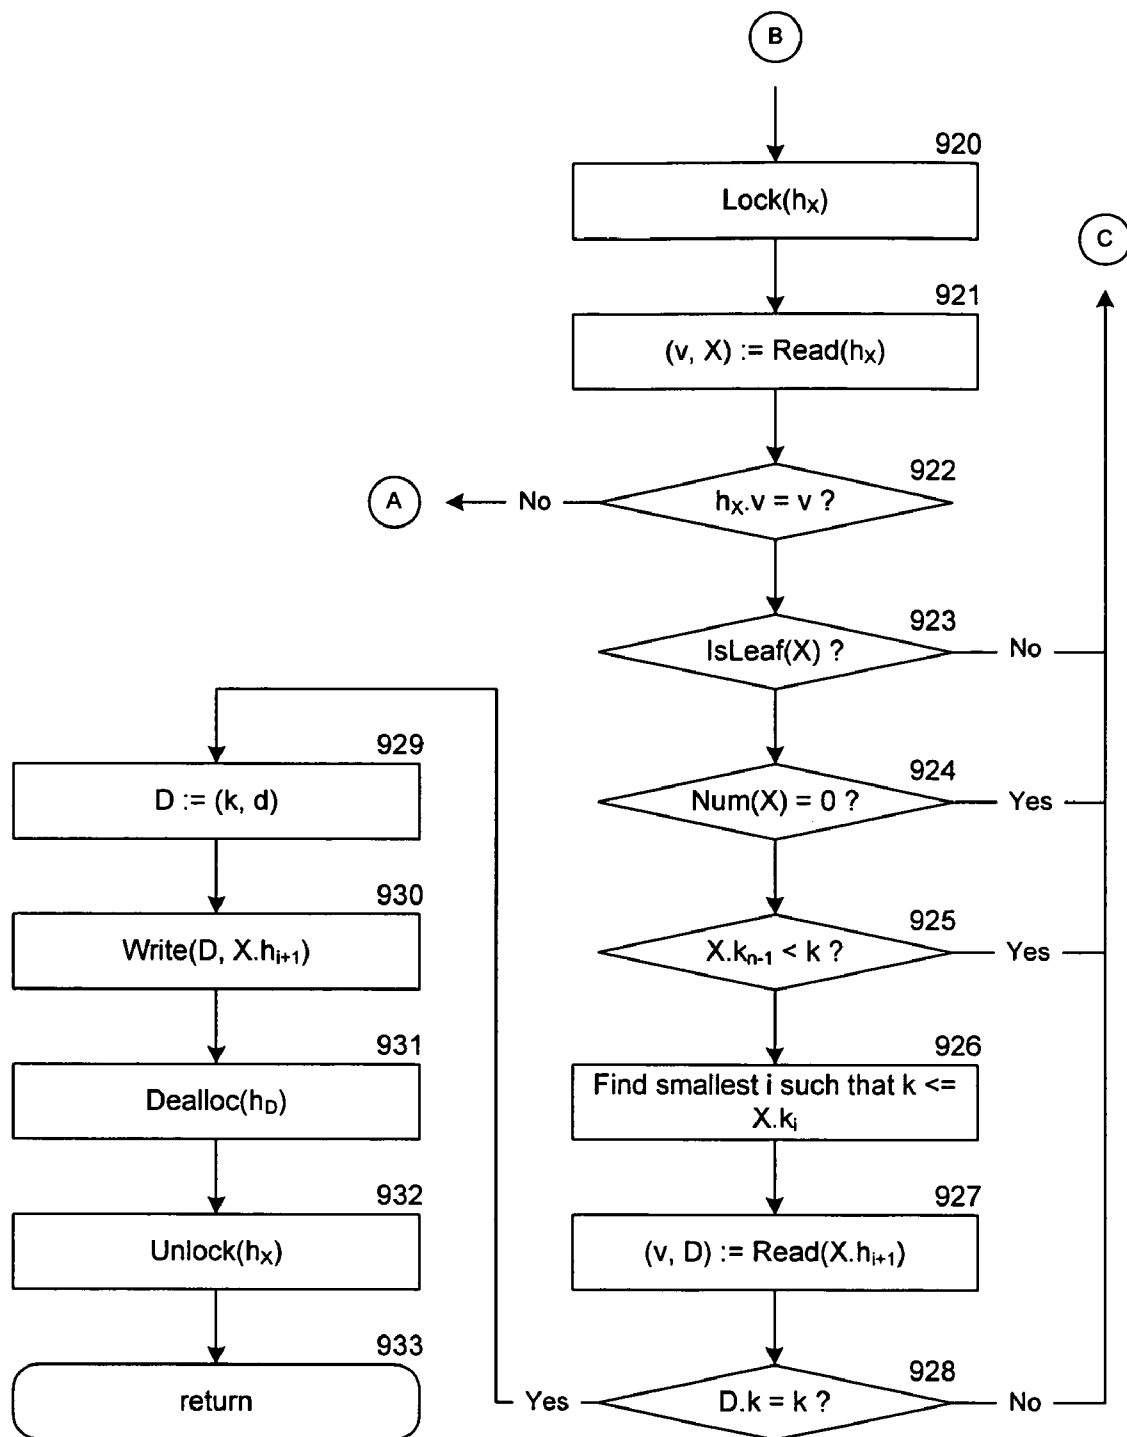 B
920
Lock(hX)
C
921
(v, X) := Read(hX)
922
A
No
hX.v = v ?
923
IsLeaf(X) ?
No
924
Num(X) = 0 ?
Yes
925
X.kn-1 < k ?
Yes
926
Find smallest i such that k <=
X.ki
927
(v, D) := Read(X.hi+1)
928
D.k = k ?
No
Yes
929
D := (k, d)
930
Write(D, X.hi+1)
931
Dealloc(hD)
932
Unlock(hX)
933
return